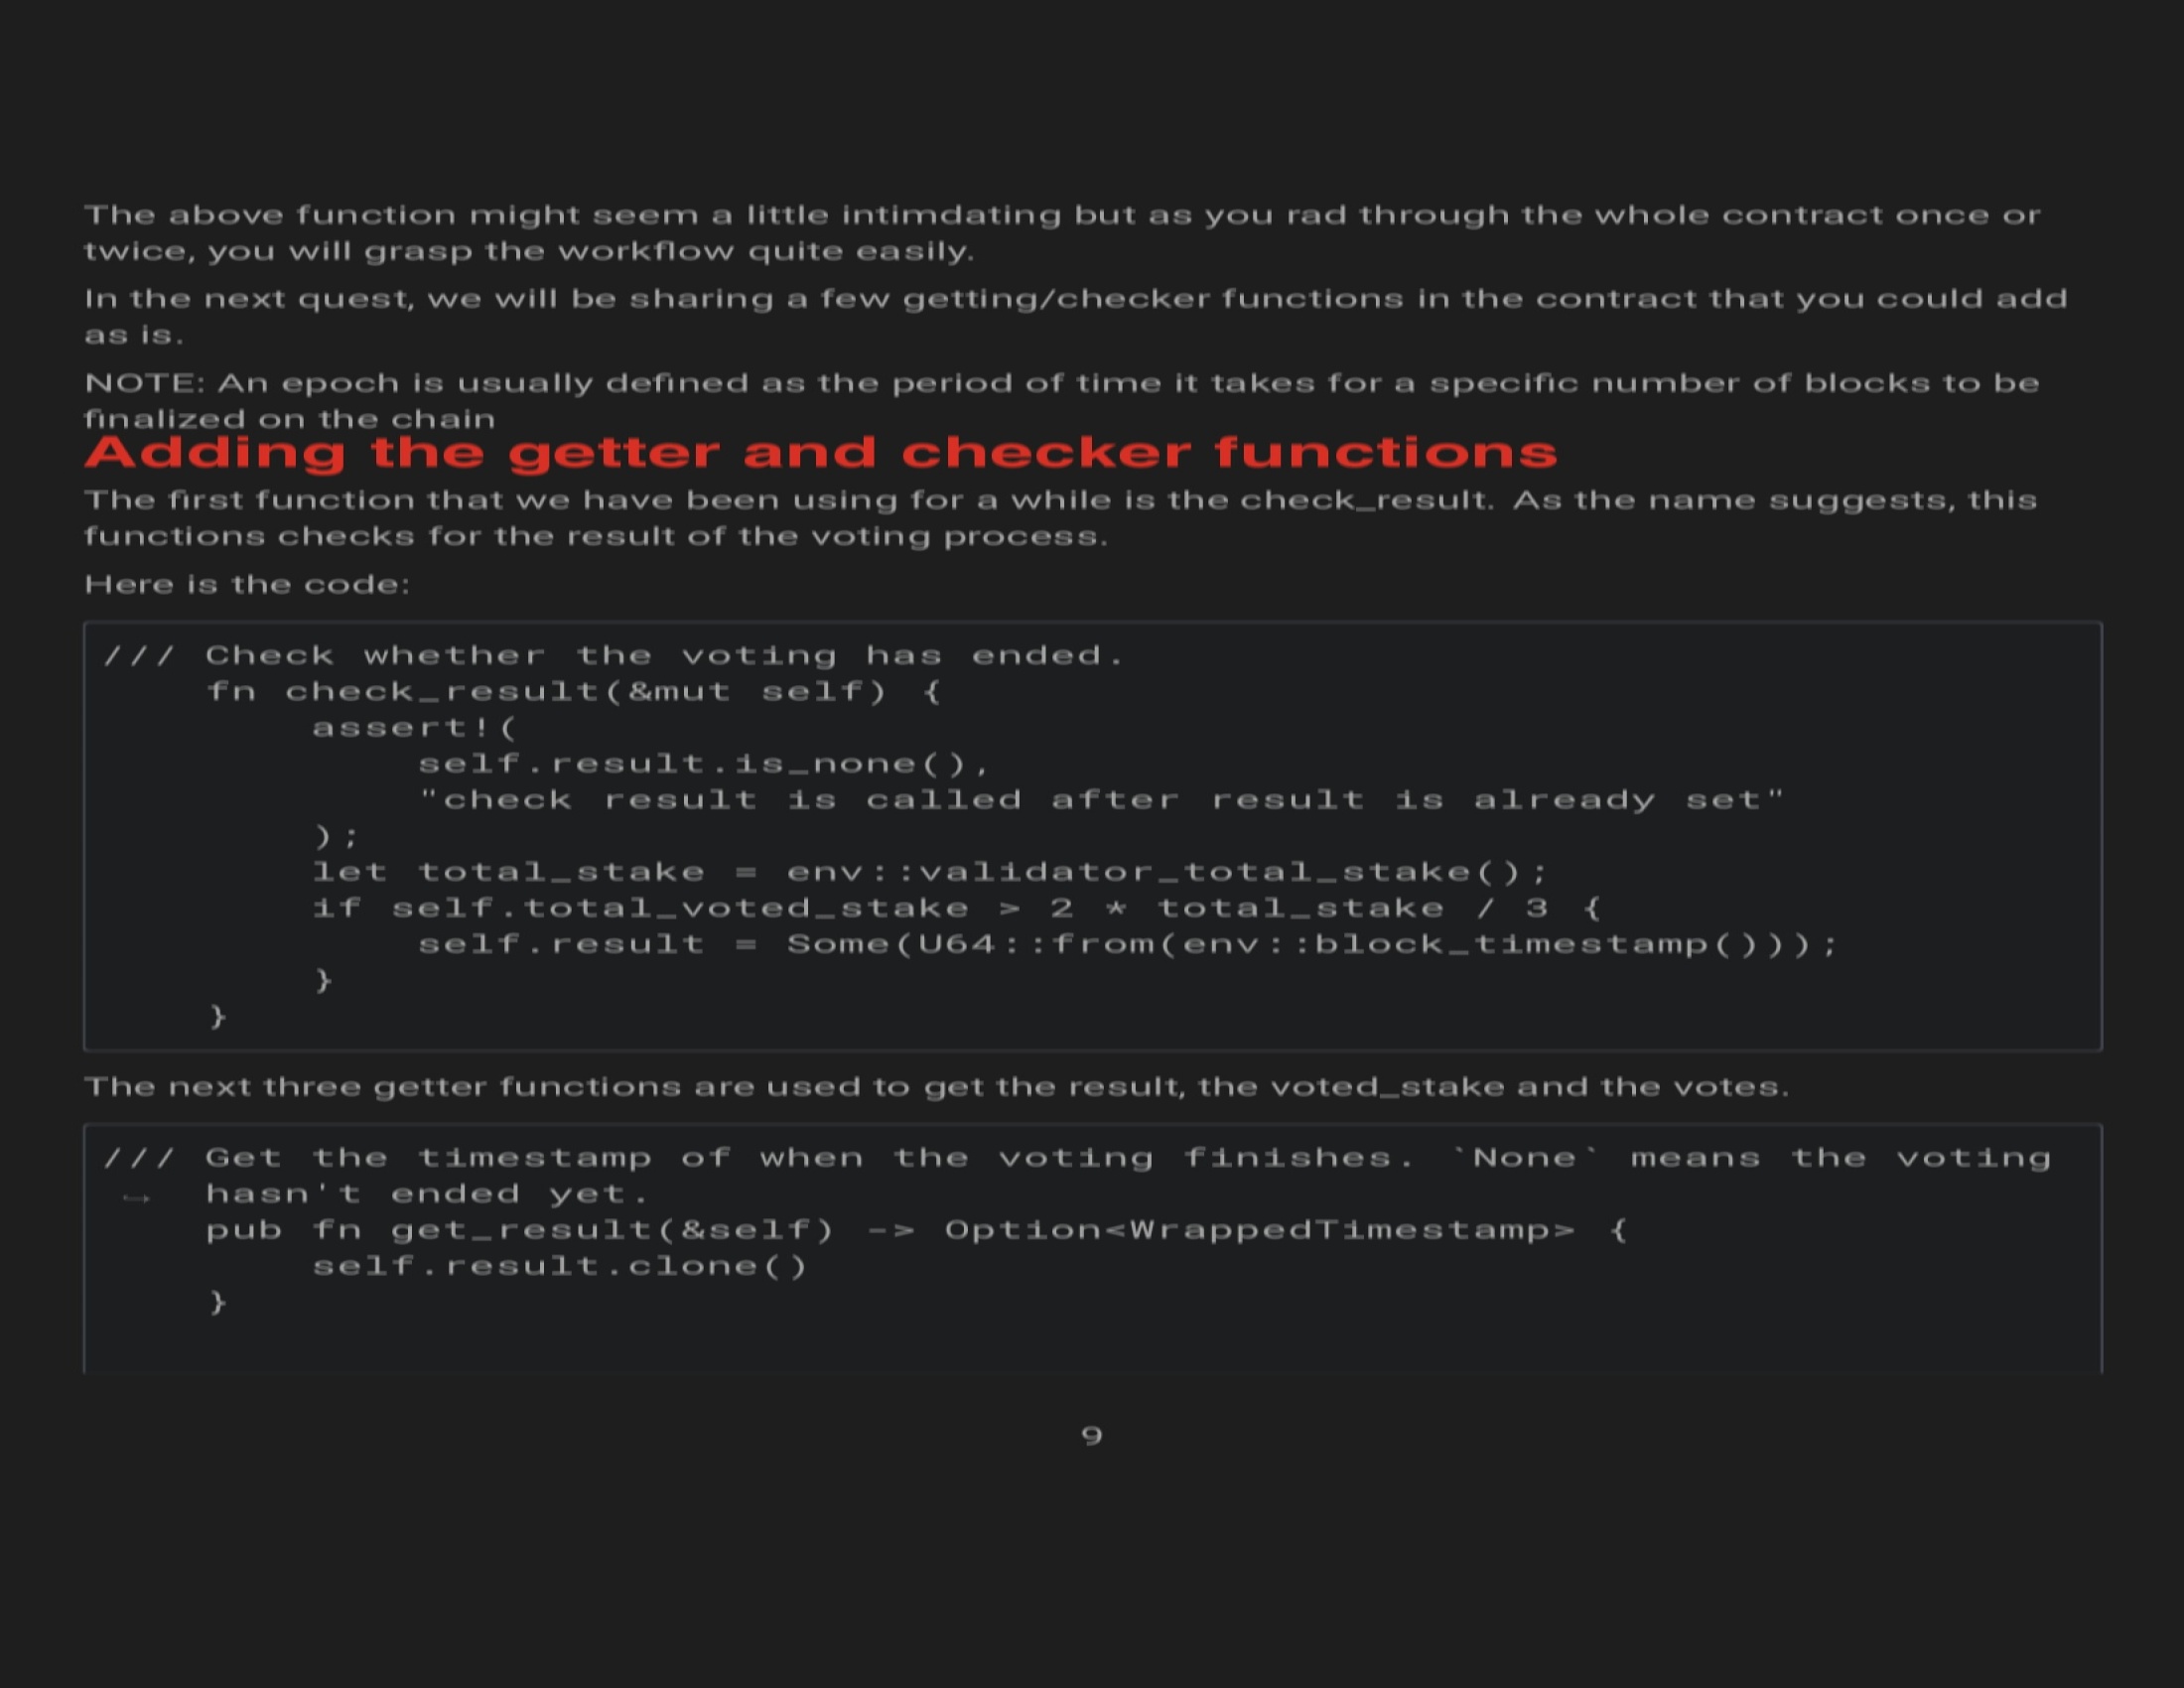 The above function might seem a little intimdating but as you rad through the whole contract once or
twice, you will grasp the workflow quite easily.
In the next quest, we will be sharing a few getting/checker functions in the contract that you could add
as is.
NOTE: An epoch is usually defined as the period of time it takes for a specific number of blocks to be
finalized on the chain
Adding the getter and checker functions
The first function that we have been using for a while is the check_result. As the name suggests, this
functions checks for the result of the voting process.
Here is the code:
/// Check whether the voting has ended.
    fn check_result(&mut self) {
        assert!(
            self.result.is_none(),
            "check result is called after result is already set"
        );
        let total_stake = env::validator_total_stake();
        if self.total_voted_stake > 2 * total_stake / 3 {
            self.result = Some(U64::from(env::block_timestamp()));
        }
    }
The next three getter functions are used to get the result, the voted_stake and the votes.
/// Get the timestamp of when the voting finishes. `None` means the voting
↪   hasn't ended yet.
    pub fn get_result(&self) -> Option<WrappedTimestamp> {
        self.result.clone()
    }
9